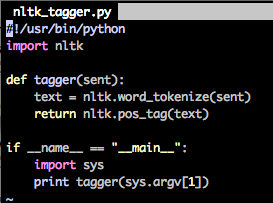 nltk_tagger.py
#!/usr/bin/python
import nltk

def tagger(sent):
    text = nltk.word_tokenize(sent)
    return nltk.pos_tag(text)

if __name__ == "__main__":
    import sys
    print tagger(sys.argv[1])
~